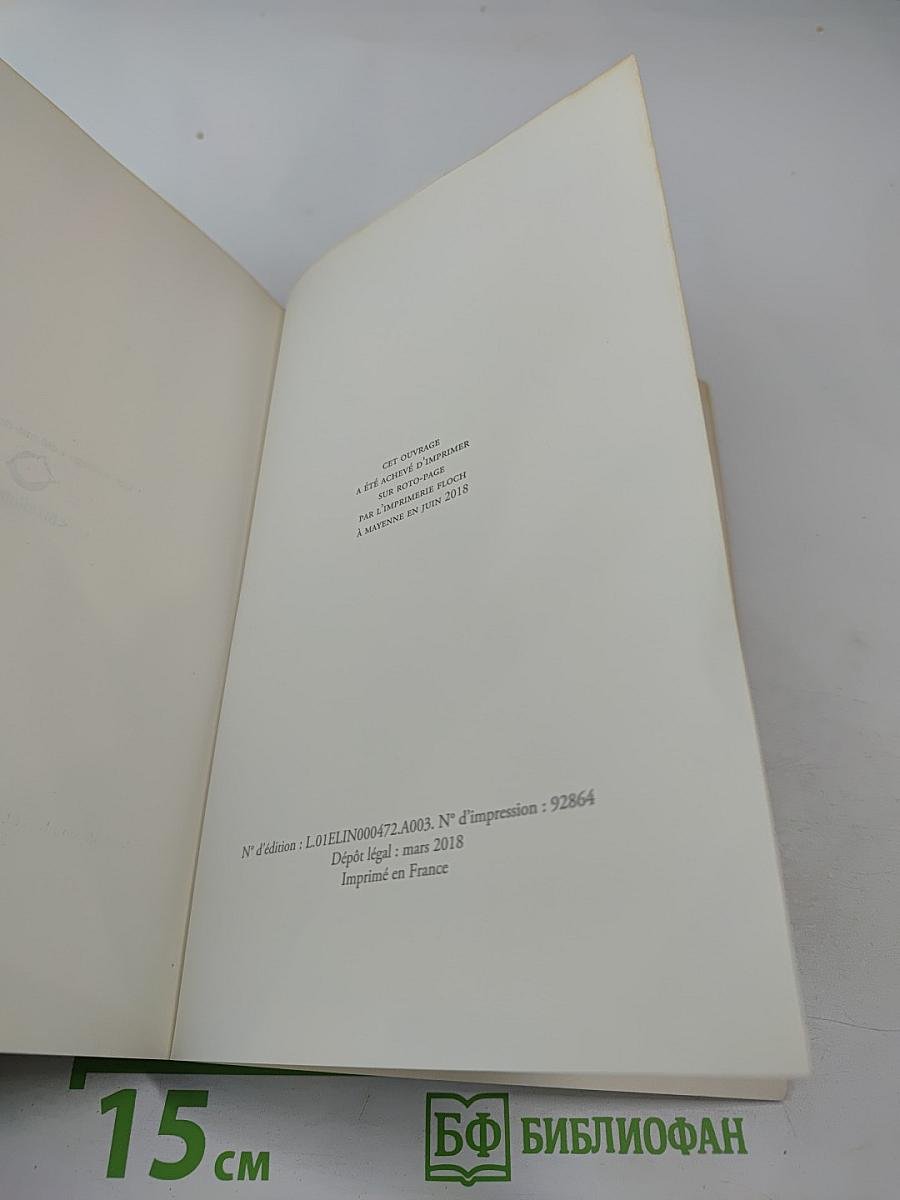 CET OUVRAGE
A ÉTÉ ACHEVÉ D'IMPRIMER
SUR ROTO-PAGE
PAR L'IMPRIMERIE FLOCH
À MAYENNE EN JUIN 2018
N° d'édition : L.01ELIN000472.A003. N° d'impression : 92864
Dépôt légal : mars 2018
Imprimé en France
15 см
БФ БИБЛИОФАН